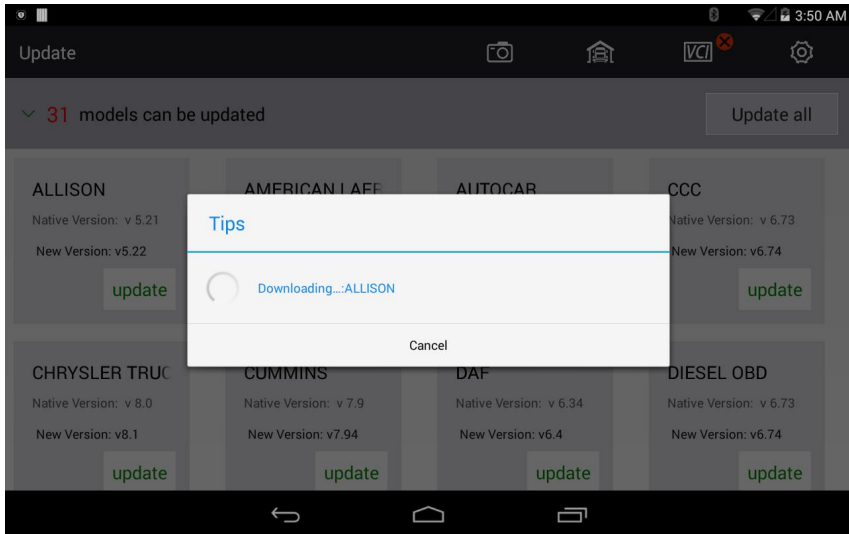 3:50 AM
Update
VCI
31 models can be updated
Update all
ALLISON
Native Version: v 5.21
New Version: v5.22
update
AMERICAN LAFR
AUTOCAR
CCC
Native Version: v 6.73
New Version: v6.74
update
Tips
Downloading...:ALLISON
Cancel
CHRYSLER TRUC
Native Version: v 8.0
New Version: v8.1
update
CUMMINS
Native Version: v 7.9
New Version: v7.94
update
DAF
Native Version: v 6.34
New Version: v6.4
update
DIESEL OBD
Native Version: v 6.73
New Version: v6.74
update